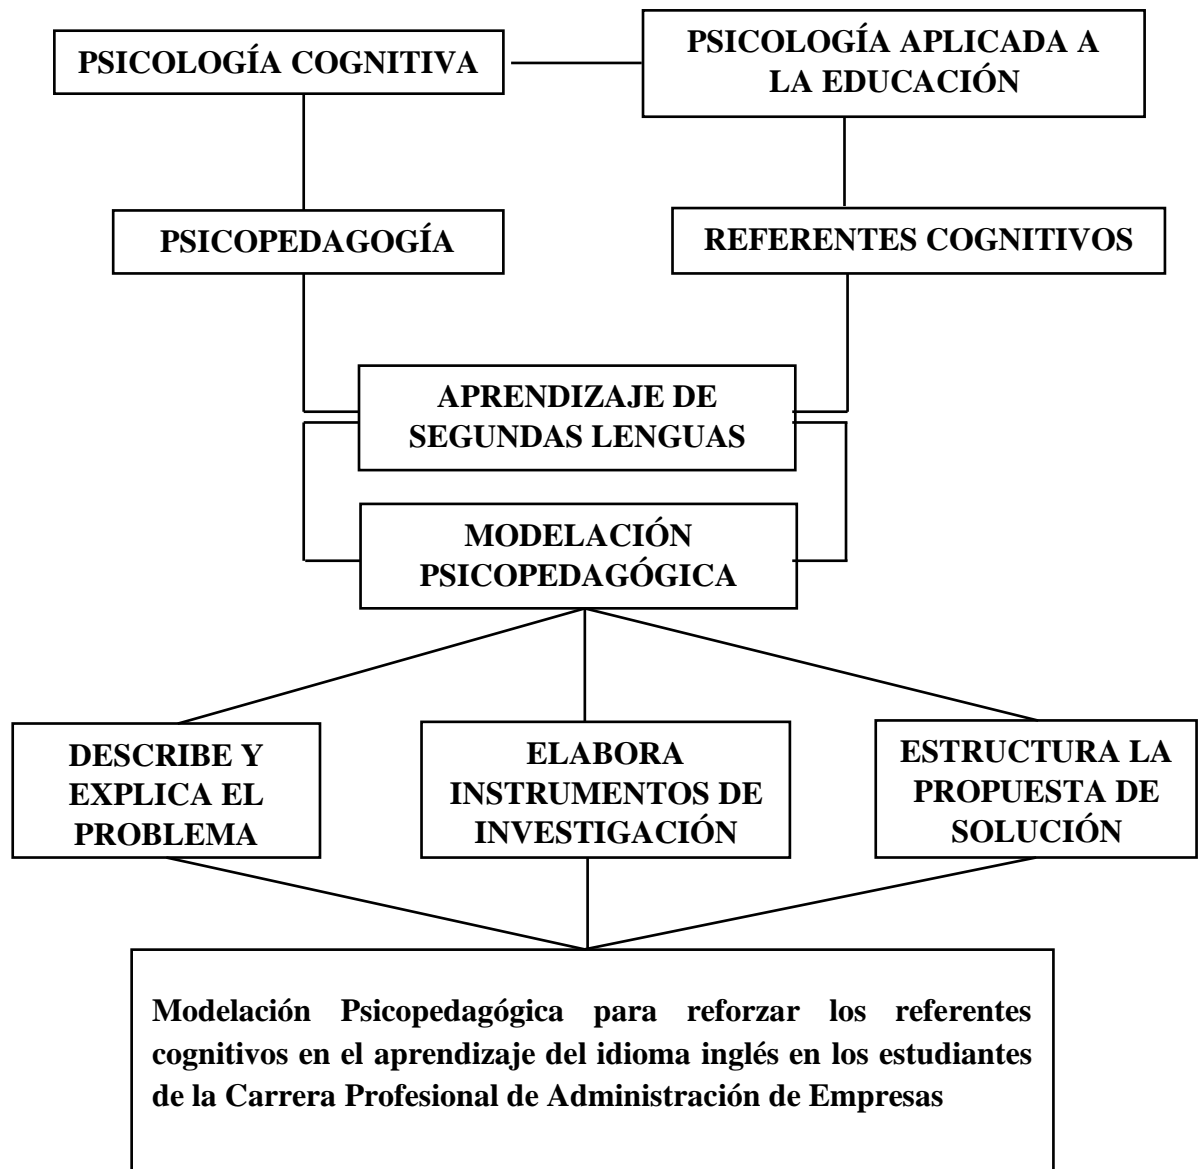 PSICOLOGÍA COGNITIVA
PSICOLOGÍA APLICADA A
LA EDUCACIÓN
PSICOPEDAGOGÍA
REFERENTES COGNITIVOS
APRENDIZAJE DE
SEGUNDAS LENGUAS
MODELACIÓN
PSICOPEDAGÓGICA
DESCRIBE Y
EXPLICA EL
PROBLEMA
ELABORA
INSTRUMENTOS DE
INVESTIGACIÓN
ESTRUCTURA LA
PROPUESTA DE
SOLUCIÓN
Modelación Psicopedagógica para reforzar los referentes
cognitivos en el aprendizaje del idioma inglés en los estudiantes
de la Carrera Profesional de Administración de Empresas